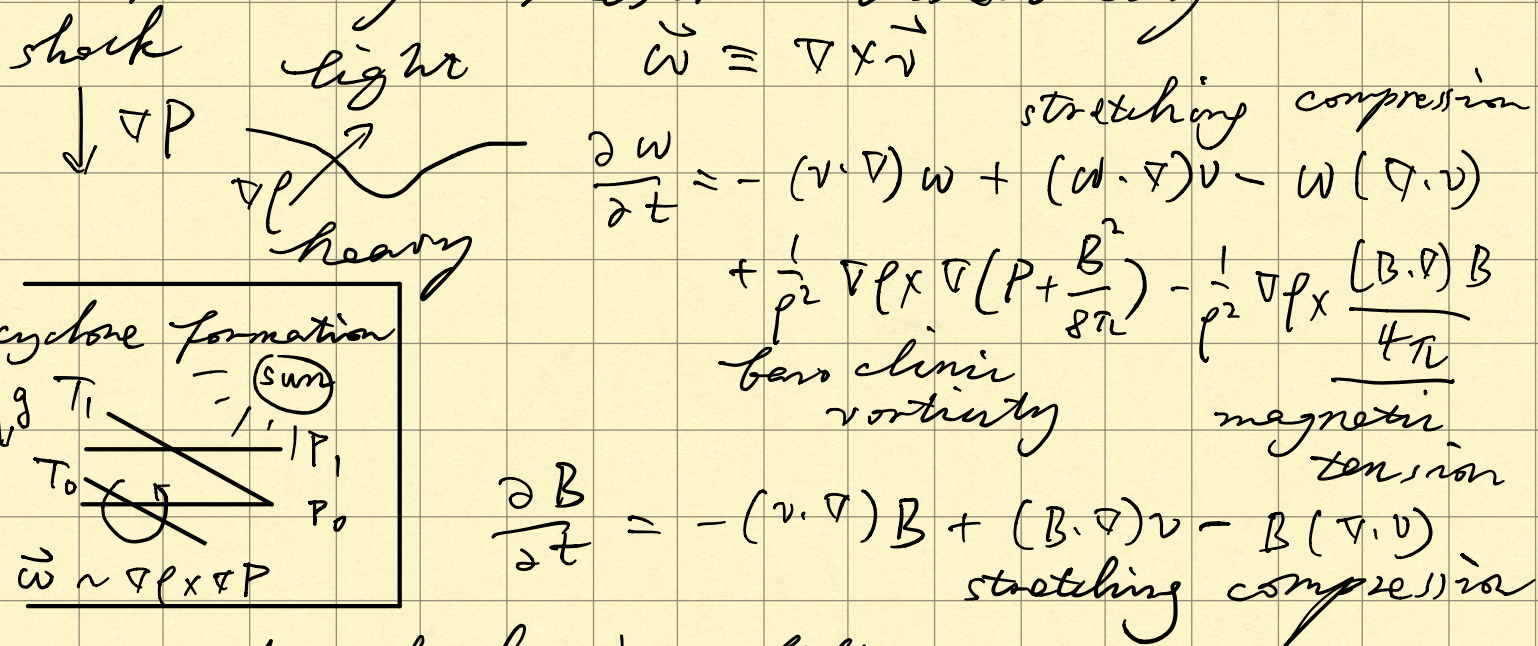 shock
light
ω⃗ ≡ ∇ × v⃗
∇P
stretching compression
∂ω/∂t = - (v·∇)ω + (ω·∇)v - ω(∇·v)
∇ρ
heavy
+ 1/ρ² ∇ρ × ∇(P + B²/8π) - 1/ρ² ∇ρ × (B·∇)B/4π
baroclinic
vorticity
magnetic
tension
cyclone formation
sun
g T₁
P₁
T₀
P₀
ω⃗ ~ ∇ρ × ∇P
∂B/∂t = -(v·∇)B + (B·∇)v - B(∇·v)
stretching compression